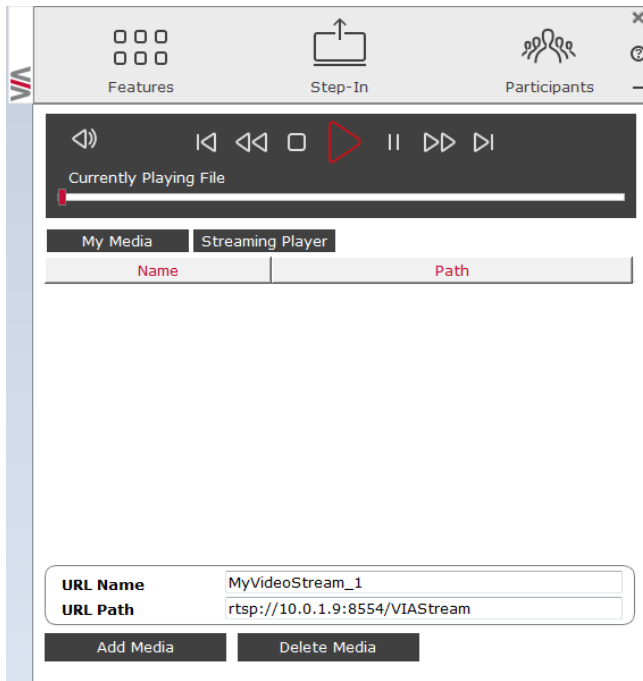 VIA
Features Step-In Participants
Currently Playing File
My Media Streaming Player
Name Path
URL Name MyVideoStream_1
URL Path rtsp://10.0.1.9:8554/VIAStream
Add Media Delete Media